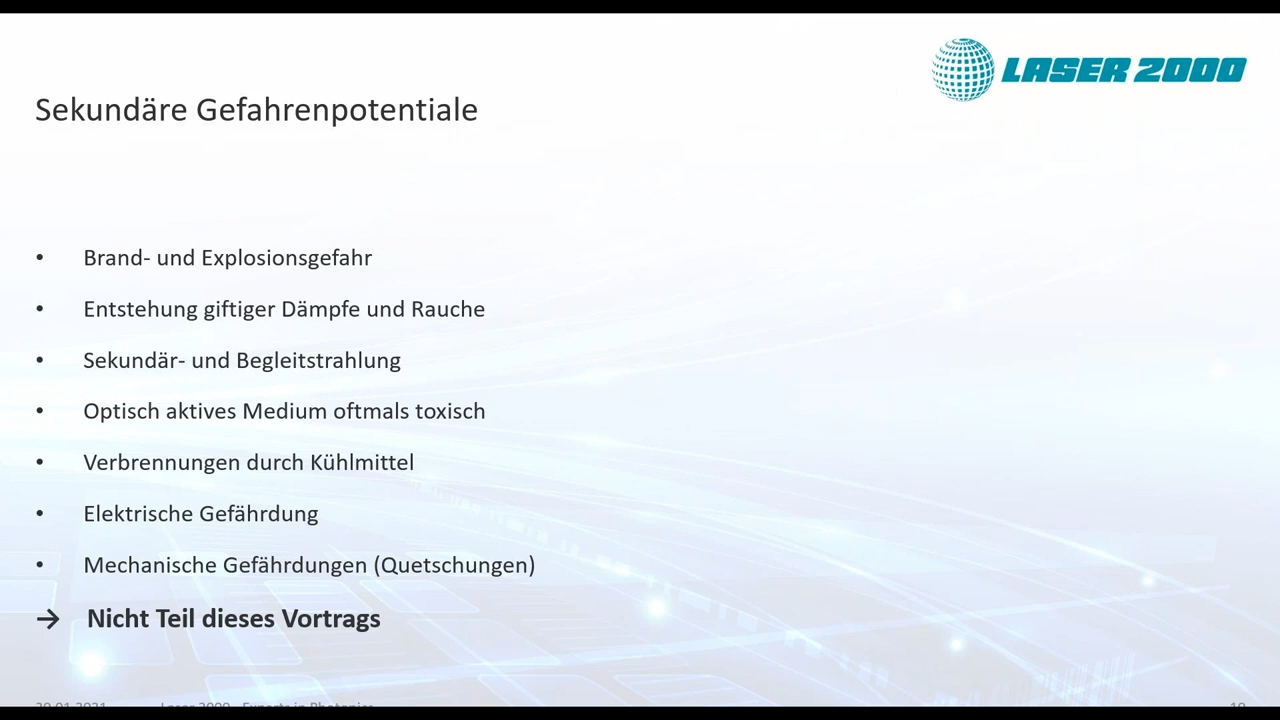 LASER 2000
Sekundäre Gefahrenpotentiale
• Brand- und Explosionsgefahr
• Entstehung giftiger Dämpfe und Rauche
• Sekundär- und Begleitstrahlung
• Optisch aktives Medium oftmals toxisch
• Verbrennungen durch Kühlmittel
• Elektrische Gefährdung
• Mechanische Gefährdungen (Quetschungen)
→ Nicht Teil dieses Vortrags